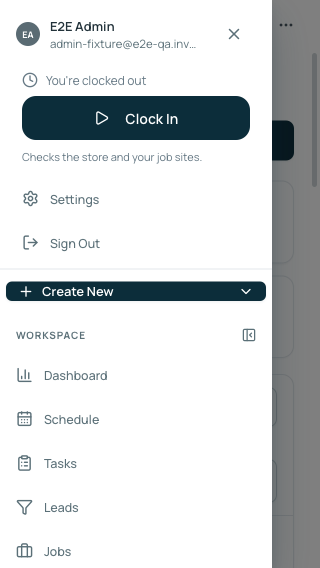 EA
E2E Admin
admin-fixture@e2e-qa.inv...
You're clocked out
Clock In
Checks the store and your job sites.
Settings
Sign Out
Create New
WORKSPACE
Dashboard
Schedule
Tasks
Leads
Jobs